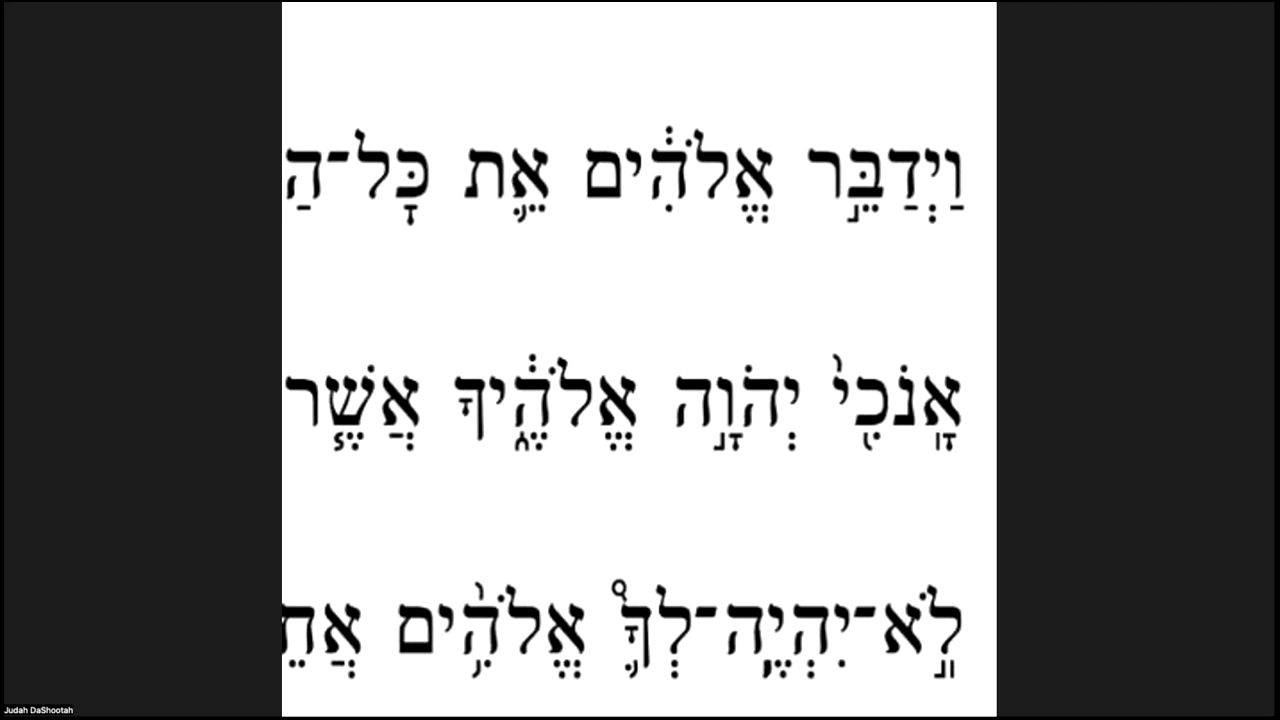 וַיְדַבֵּ֣ר אֱלֹהִ֔ים אֵ֛ת כָּל־הַ
אָֽנֹכִ֖י֙ יְהֹוָ֣ה אֱלֹהֶ֑֔יךָ אֲשֶׁ֧ר
לֹֽ֣א־יִהְיֶ֥ה־לְךָ֛֩ אֱלֹהִ֥֨ים אֲחֵ
Judah DaShootah